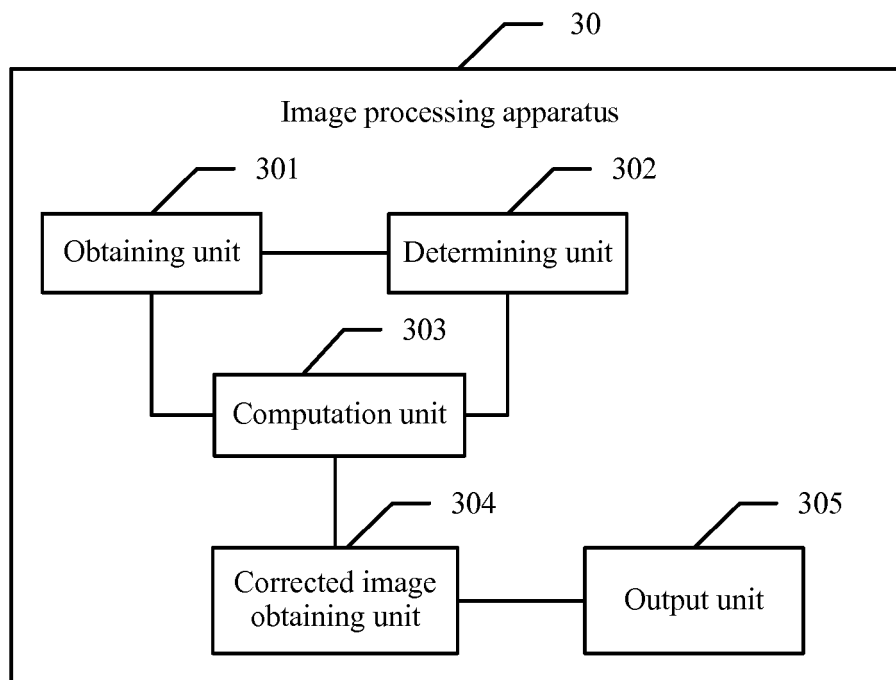 30
Image processing apparatus
301
302
Obtaining unit
Determining unit
303
Computation unit
304
305
Corrected image
obtaining unit
Output unit